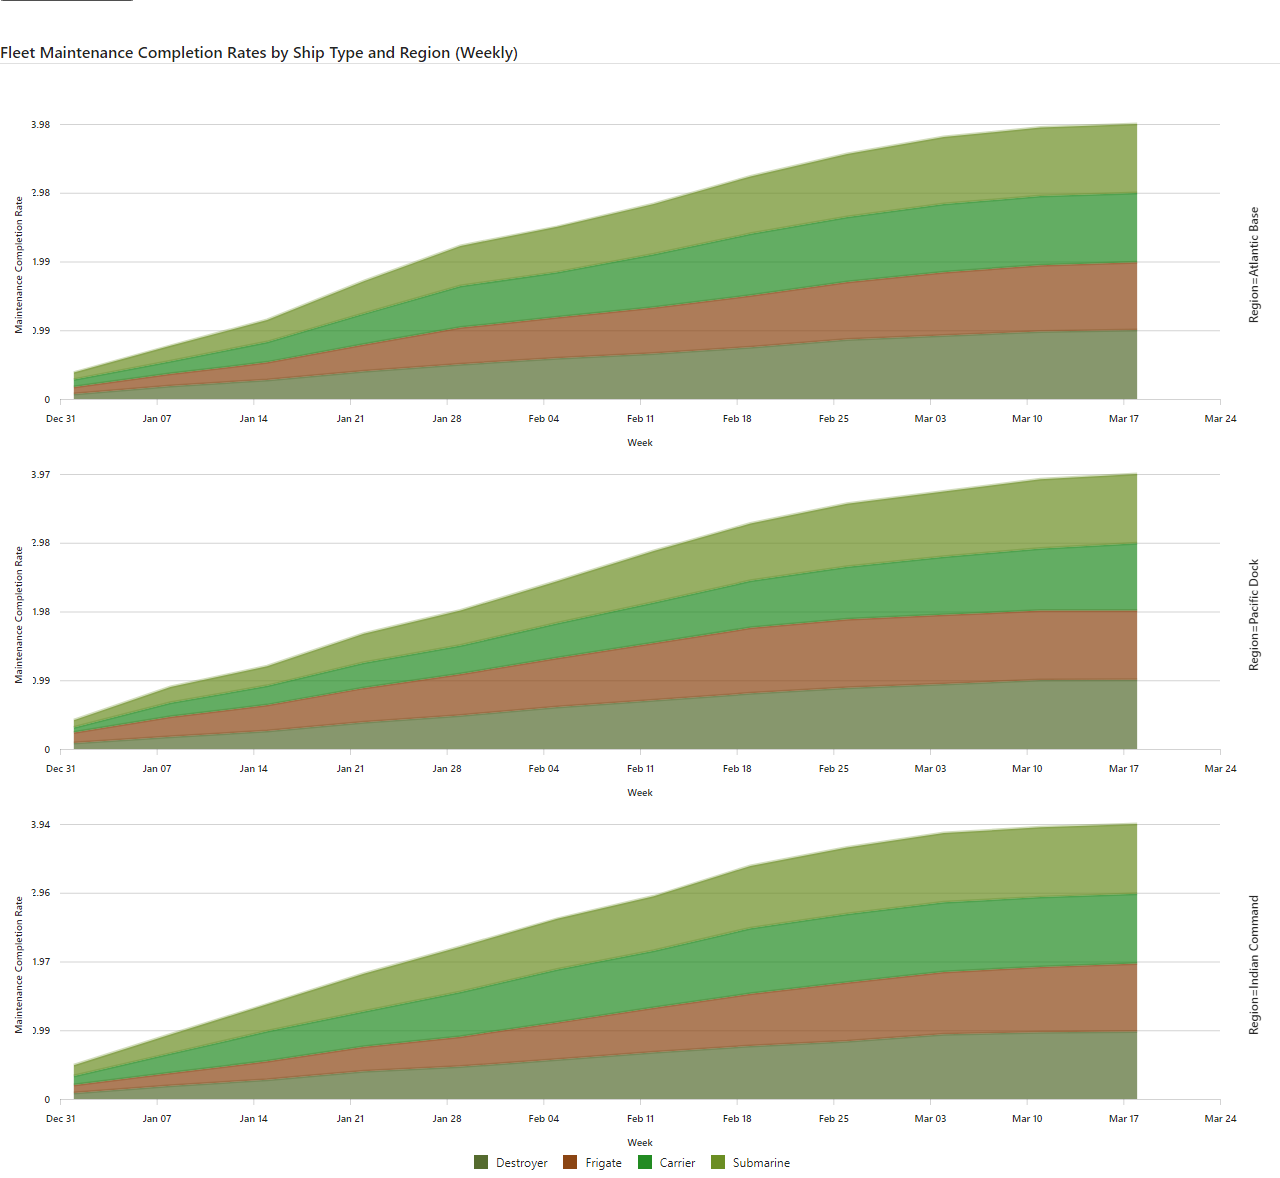 Fleet Maintenance Completion Rates by Ship Type and Region (Weekly)
3.98
2.98
1.99
0.99
0
Maintenance Completion Rate
Dec 31 Jan 07 Jan 14 Jan 21 Jan 28 Feb 04 Feb 11 Feb 18 Feb 25 Mar 03 Mar 10 Mar 17 Mar 24
Week
Region=Atlantic Base
3.97
2.98
1.98
0.99
0
Maintenance Completion Rate
Dec 31 Jan 07 Jan 14 Jan 21 Jan 28 Feb 04 Feb 11 Feb 18 Feb 25 Mar 03 Mar 10 Mar 17 Mar 24
Week
Region=Pacific Dock
3.94
2.96
1.97
0.99
0
Maintenance Completion Rate
Dec 31 Jan 07 Jan 14 Jan 21 Jan 28 Feb 04 Feb 11 Feb 18 Feb 25 Mar 03 Mar 10 Mar 17 Mar 24
Week
Region=Indian Command
Destroyer Frigate Carrier Submarine